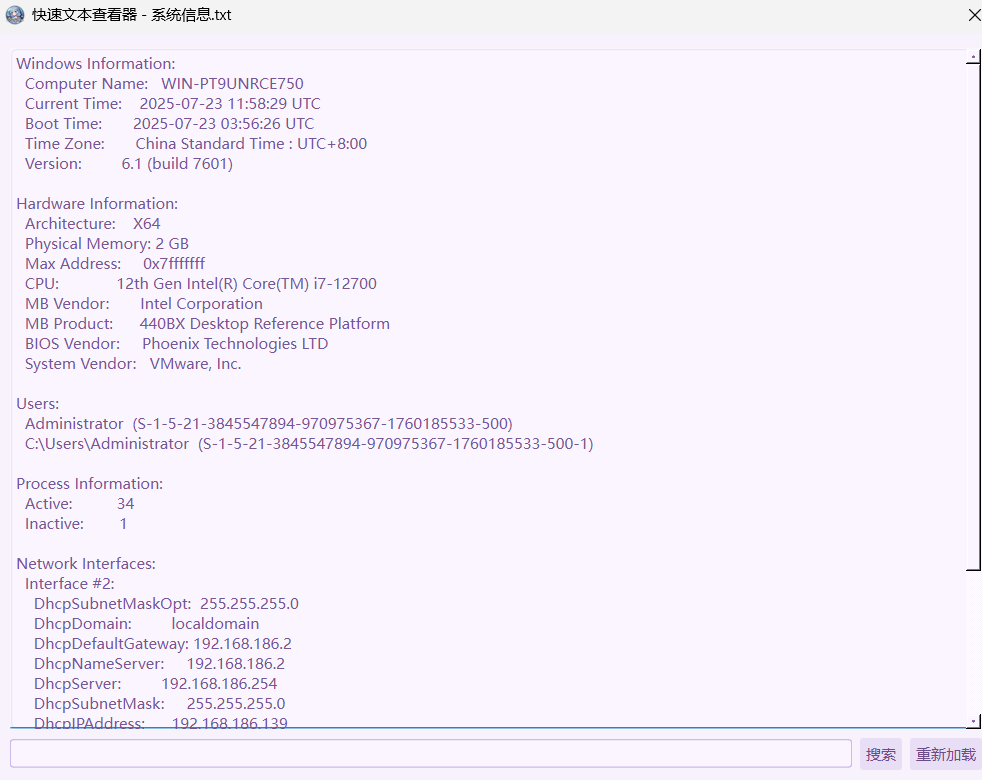 快速文本查看器 - 系统信息.txt
Windows Information:
Computer Name: WIN-PT9UNRCE750
Current Time: 2025-07-23 11:58:29 UTC
Boot Time: 2025-07-23 03:56:26 UTC
Time Zone: China Standard Time : UTC+8:00
Version: 6.1 (build 7601)
Hardware Information:
Architecture: X64
Physical Memory: 2 GB
Max Address: 0x7fffffff
CPU: 12th Gen Intel(R) Core(TM) i7-12700
MB Vendor: Intel Corporation
MB Product: 440BX Desktop Reference Platform
BIOS Vendor: Phoenix Technologies LTD
System Vendor: VMware, Inc.
Users:
Administrator (S-1-5-21-3845547894-970975367-1760185533-500)
C:\Users\Administrator (S-1-5-21-3845547894-970975367-1760185533-500-1)
Process Information:
Active: 34
Inactive: 1
Network Interfaces:
Interface #2:
DhcpSubnetMaskOpt: 255.255.255.0
DhcpDomain: localdomain
DhcpDefaultGateway: 192.168.186.2
DhcpNameServer: 192.168.186.2
DhcpServer: 192.168.186.254
DhcpSubnetMask: 255.255.255.0
DhcpIPAddress: 192.168.186.139
搜索 重新加载